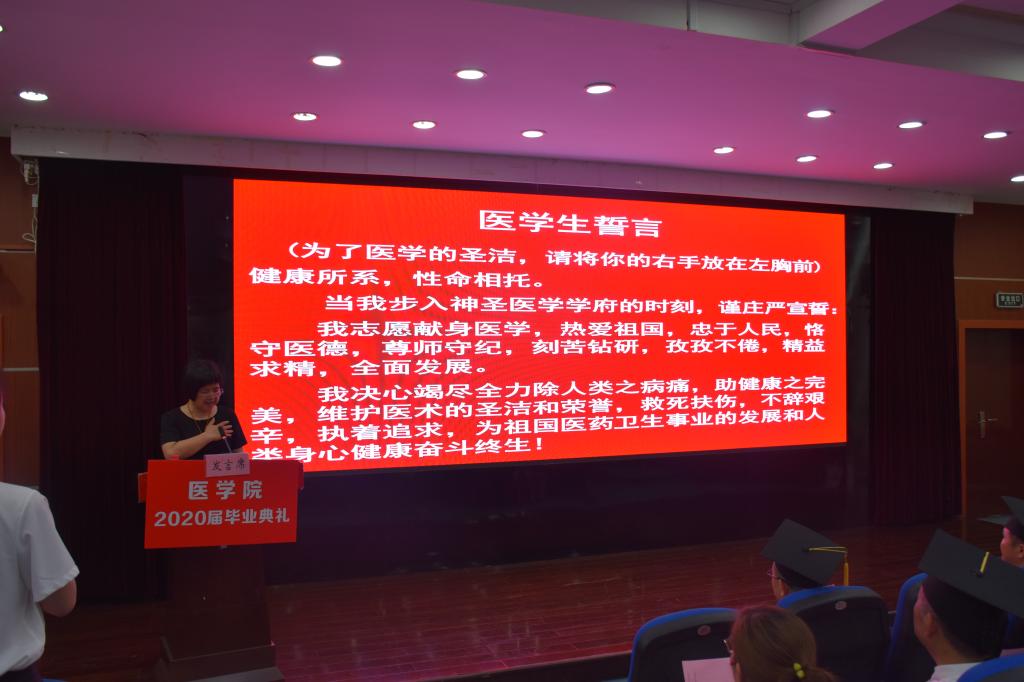 医学生誓言
（为了医学的圣洁，请将你的右手放在左胸前）
健康所系，性命相托。
当我步入神圣医学学府的时刻，谨庄严宣誓：
我志愿献身医学，热爱祖国，忠于人民，恪
守医德，尊师守纪，刻苦钻研，孜孜不倦，精益
求精，全面发展。
我决心竭尽全力除人类之病痛，助健康之完
美，维护医术的圣洁和荣誉，救死扶伤，不辞艰
辛，执着追求，为祖国医药卫生事业的发展和人
类身心健康奋斗终生！
发言席
医学院
2020届毕业典礼
安全出口